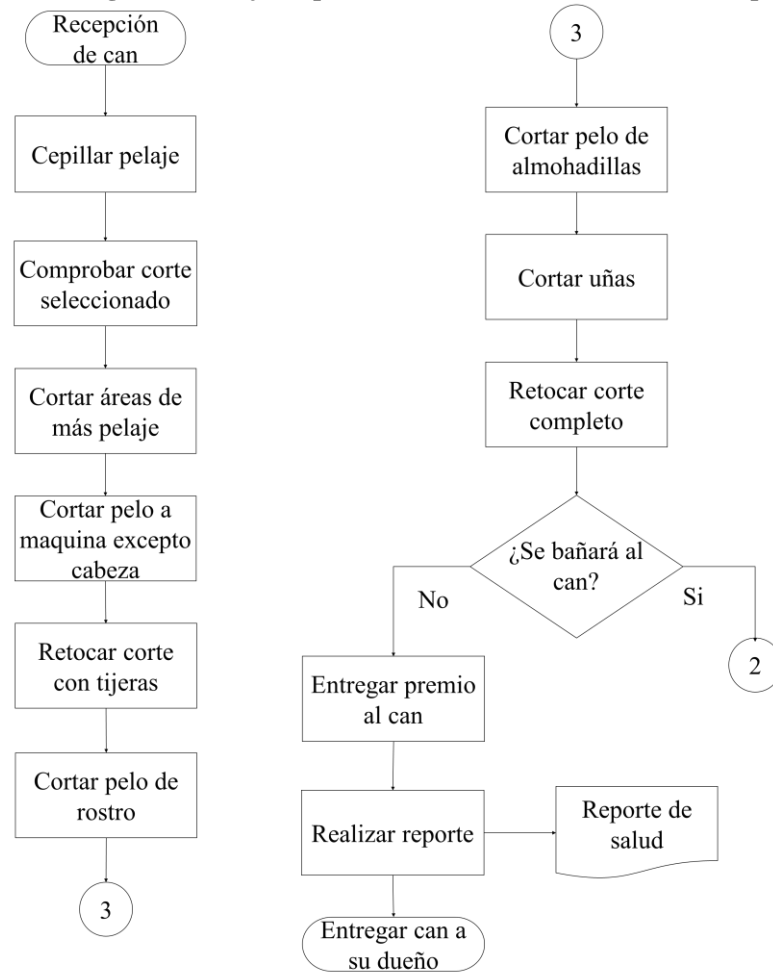 Recepción
de can
Cepillar pelaje
Comprobar corte
seleccionado
Cortar áreas de
más pelaje
Cortar pelo a
maquina excepto
cabeza
Retocar corte
con tijeras
Cortar pelo de
rostro
3
3
Cortar pelo de
almohadillas
Cortar uñas
Retocar corte
completo
¿Se bañará al
can?
No
Si
2
Entregar premio
al can
Realizar reporte
Reporte de
salud
Entregar can a
su dueño